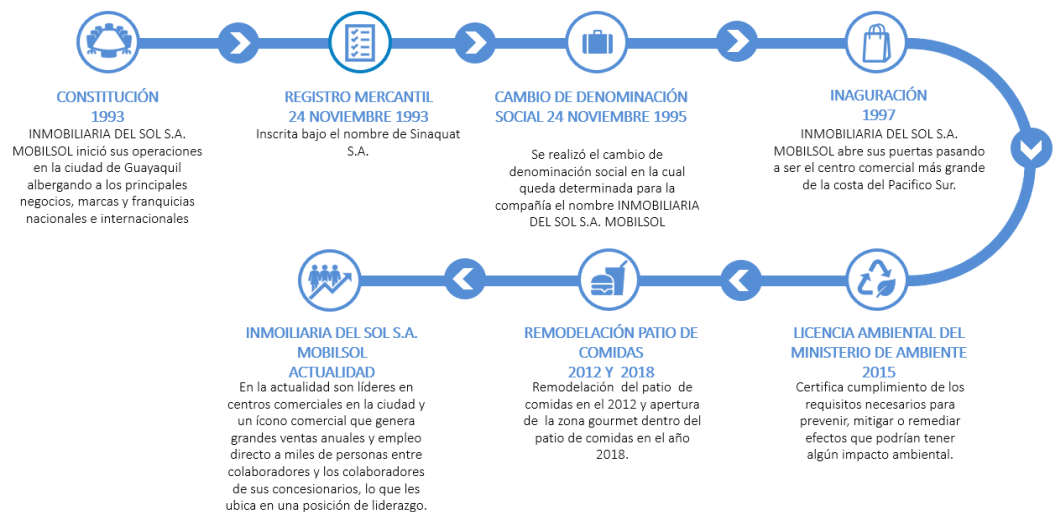 CONSTITUCIÓN
1993
INMOBILIARIA DEL SOL S.A.
MOBILSOL inició sus operaciones
en la ciudad de Guayaquil
albergando a los principales
negocios, marcas y franquicias
nacionales e internacionales
REGISTRO MERCANTIL
24 NOVIEMBRE 1993
Inscrita bajo el nombre de Sinaquat
S.A.
CAMBIO DE DENOMINACIÓN
SOCIAL 24 NOVIEMBRE 1995
Se realizó el cambio de
denominación social en la cual
queda determinada para la
compañía el nombre INMOBILIARIA
DEL SOL S.A. MOBILSOL
INAGURACIÓN
1997
INMOBILIARIA DEL SOL S.A.
MOBILSOL abre sus puertas pasando
a ser el centro comercial más grande
de la costa del Pacifico Sur.
LICENCIA AMBIENTAL DEL
MINISTERIO DE AMBIENTE
2015
Certifica cumplimiento de los
requisitos necesarios para
prevenir, mitigar o remediar
efectos que podrían tener
algún impacto ambiental.
REMODELACIÓN PATIO DE
COMIDAS
2012 Y 2018
Remodelación del patio de
comidas en el 2012 y apertura
de la zona gourmet dentro del
patio de comidas en el año
2018.
INMOILIARIA DEL SOL S.A.
MOBILSOL
ACTUALIDAD
En la actualidad son líderes en
centros comerciales en la ciudad y
un ícono comercial que genera
grandes ventas anuales y empleo
directo a miles de personas entre
colaboradores y los colaboradores
de sus concesionarios, lo que les
ubica en una posición de liderazgo.